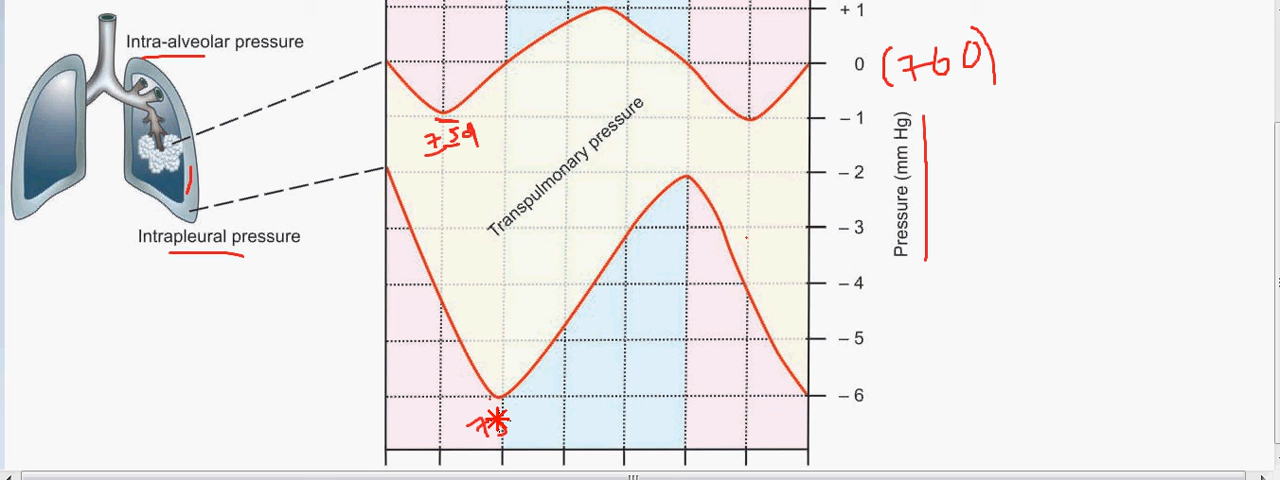 + 1
Intra-alveolar pressure
0
(760)
– 1
759
Transpulmonary pressure
Pressure (mm Hg)
– 2
Intrapleural pressure
– 3
– 4
– 5
– 6